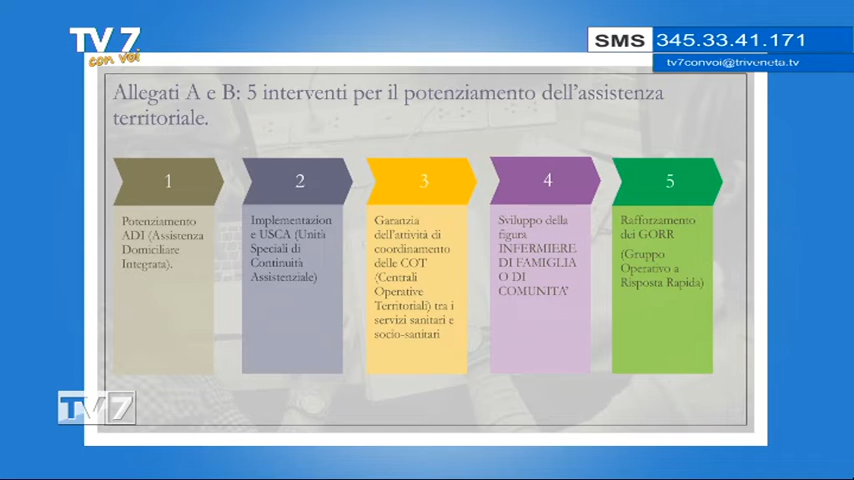 TV7
con voi
SMS 345.33.41.171
tv7convoi@triveneta.tv
Allegati A e B: 5 interventi per il potenziamento dell'assistenza
territoriale.
1
Potenziamento
ADI (Assistenza
Domiciliare
Integrata).
2
Implementazion
e USCA (Unità
Speciali di
Continuità
Assistenziale)
3
Garanzia
dell'attività di
coordinamento
delle COT
(Centrali
Operative
Territoriali) tra i
servizi sanitari e
socio-sanitari
4
Sviluppo della
figura
INFERMIERE
DI FAMIGLIA
O DI
COMUNITA'
5
Rafforzamento
dei GORR
(Gruppo
Operativo a
Risposta Rapida)
TV7